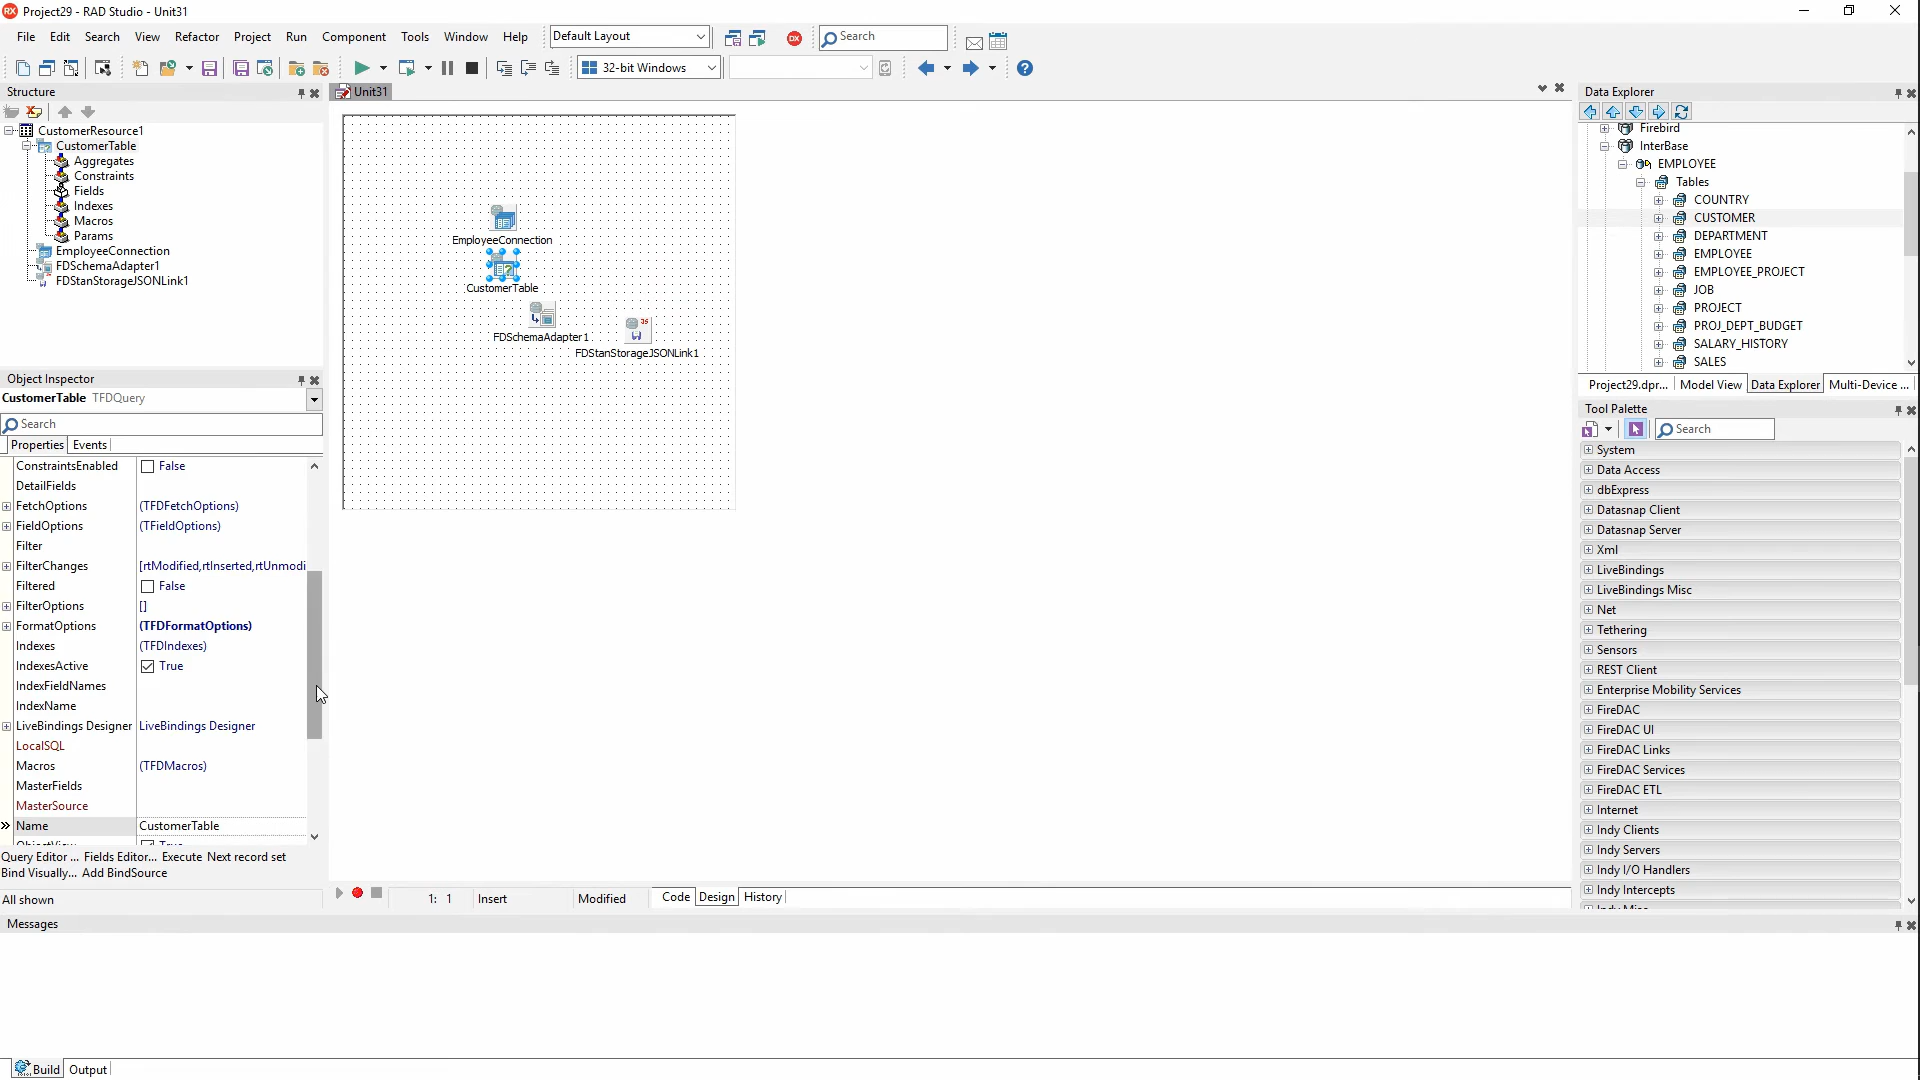 Project29 - RAD Studio - Unit31
File Edit Search View Refactor Project Run Component Tools Window Help
Default Layout
Search
32-bit Windows
Structure
CustomerResource1
CustomerTable
Aggregates
Constraints
Fields
Indexes
Macros
Params
EmployeeConnection
FDSchemaAdapter1
FDStanStorageJSONLink1
Object Inspector
CustomerTable TFDQuery
Search
Properties Events
ConstraintsEnabled False
DetailFields
FetchOptions (TFDFetchOptions)
FieldOptions (TFieldOptions)
Filter
FilterChanges [rtModified,rtInserted,rtUnmodi
Filtered False
FilterOptions []
FormatOptions (TFDFormatOptions)
Indexes (TFDIndexes)
IndexesActive True
IndexFieldNames
IndexName
LiveBindings Designer LiveBindings Designer
LocalSQL
Macros (TFDMacros)
MasterFields
MasterSource
Name CustomerTable
ObjectView True
Query Editor ... Fields Editor... Execute Next record set
Bind Visually... Add BindSource
All shown
Unit31
EmployeeConnection
CustomerTable
FDSchemaAdapter1
FDStanStorageJSONLink1
1: 1 Insert Modified Code Design History
Data Explorer
Firebird
InterBase
EMPLOYEE
Tables
COUNTRY
CUSTOMER
DEPARTMENT
EMPLOYEE
EMPLOYEE_PROJECT
JOB
PROJECT
PROJ_DEPT_BUDGET
SALARY_HISTORY
SALES
Project29.dpr... Model View Data Explorer Multi-Device ...
Tool Palette
Search
System
Data Access
dbExpress
Datasnap Client
Datasnap Server
Xml
LiveBindings
LiveBindings Misc
Net
Tethering
Sensors
REST Client
Enterprise Mobility Services
FireDAC
FireDAC UI
FireDAC Links
FireDAC Services
FireDAC ETL
Internet
Indy Clients
Indy Servers
Indy I/O Handlers
Indy Intercepts
Indy Misc
Messages
Build Output